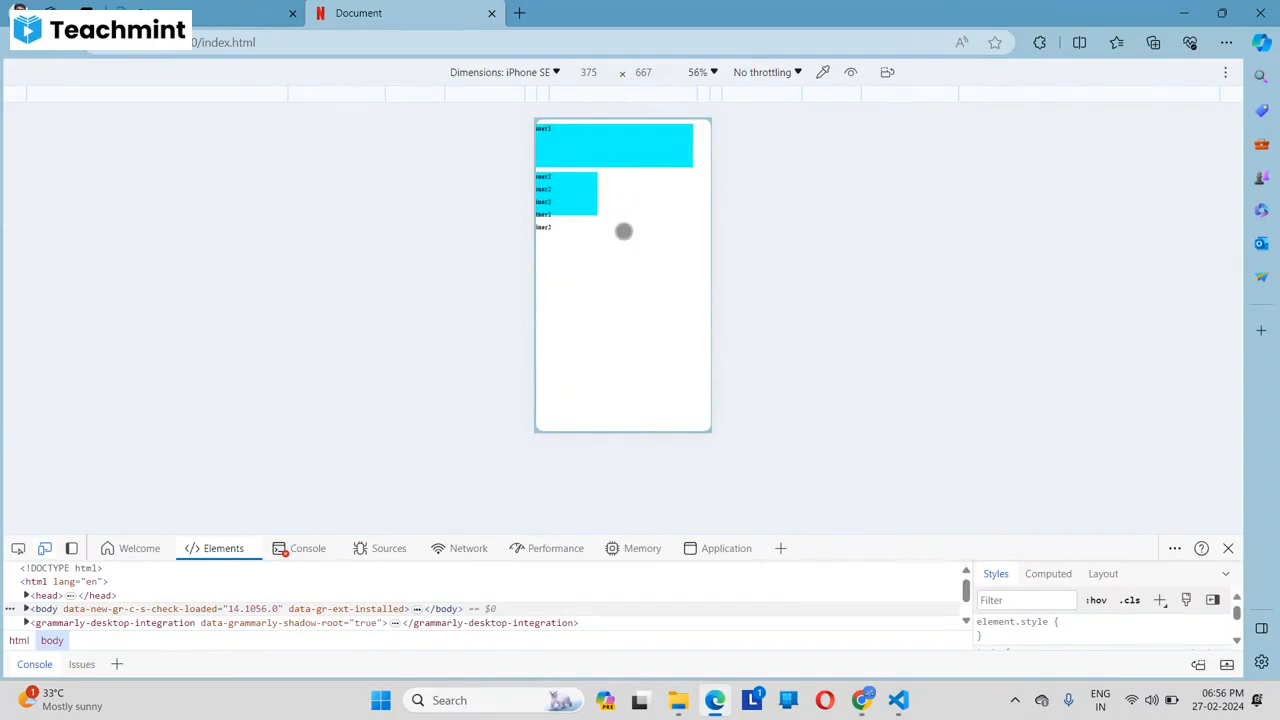 Document
Teachmint
0/index.html
Dimensions: iPhone SE 375 x 667 56% No throttling
<!DOCTYPE html>
<html lang="en">
<head> </head>
<body data-new-gr-c-s-check-loaded="14.1056.0" data-gr-ext-installed> </body> == $0
<grammarly-desktop-integration data-grammarly-shadow-root="true"> </grammarly-desktop-integration>
Welcome
Elements
Console
Sources
Network
Performance
Memory
Application
Styles Computed Layout
Filter :hov .cls
element.style {
}
html body
Console Issues
1
33°C
Mostly sunny
Search
PRE
1
ENG
IN
06:56 PM
27-02-2024